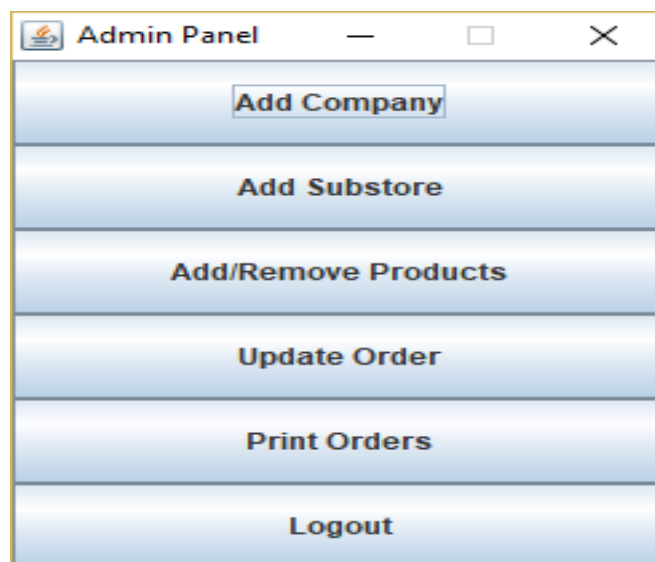 Admin Panel
Add Company
Add Substore
Add/Remove Products
Update Order
Print Orders
Logout